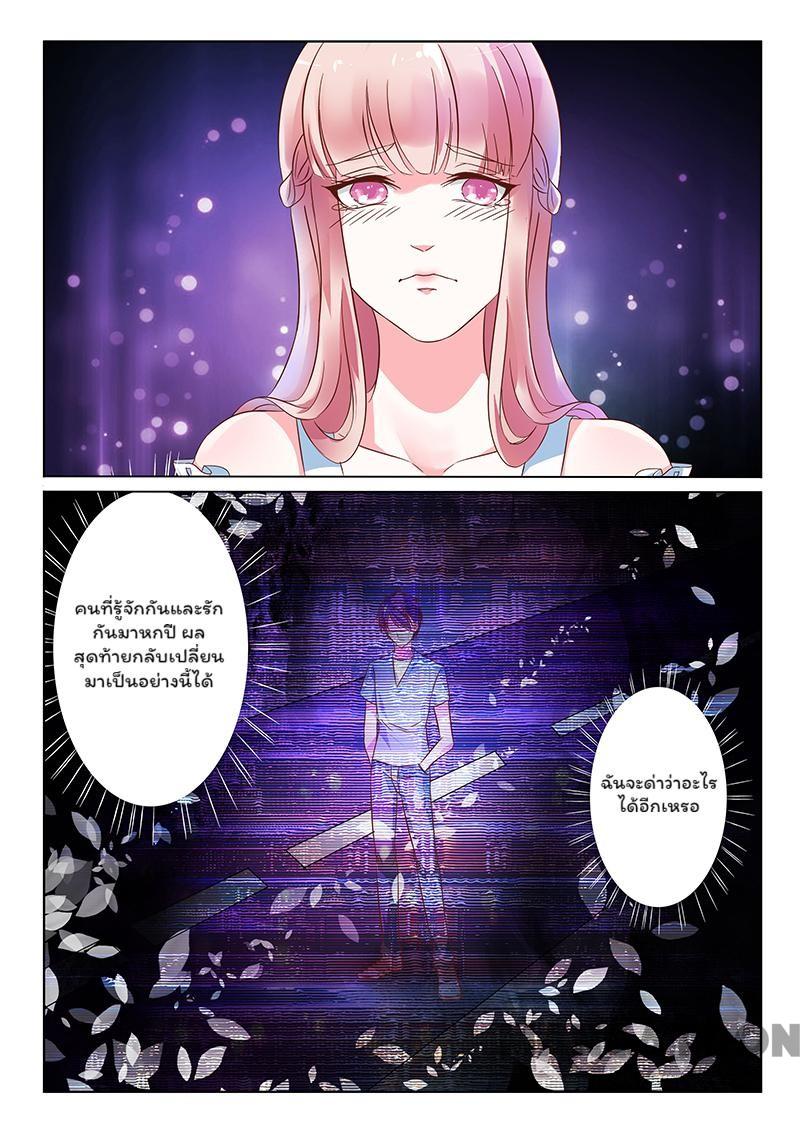 คนที่รู้จักกันและรัก
กันมาหกปี ผล
สุดท้ายกลับเปลี่ยน
มาเป็นอย่างนี้ได้
ฉันจะด่าว่าอะไร
ได้อีกเหรอ